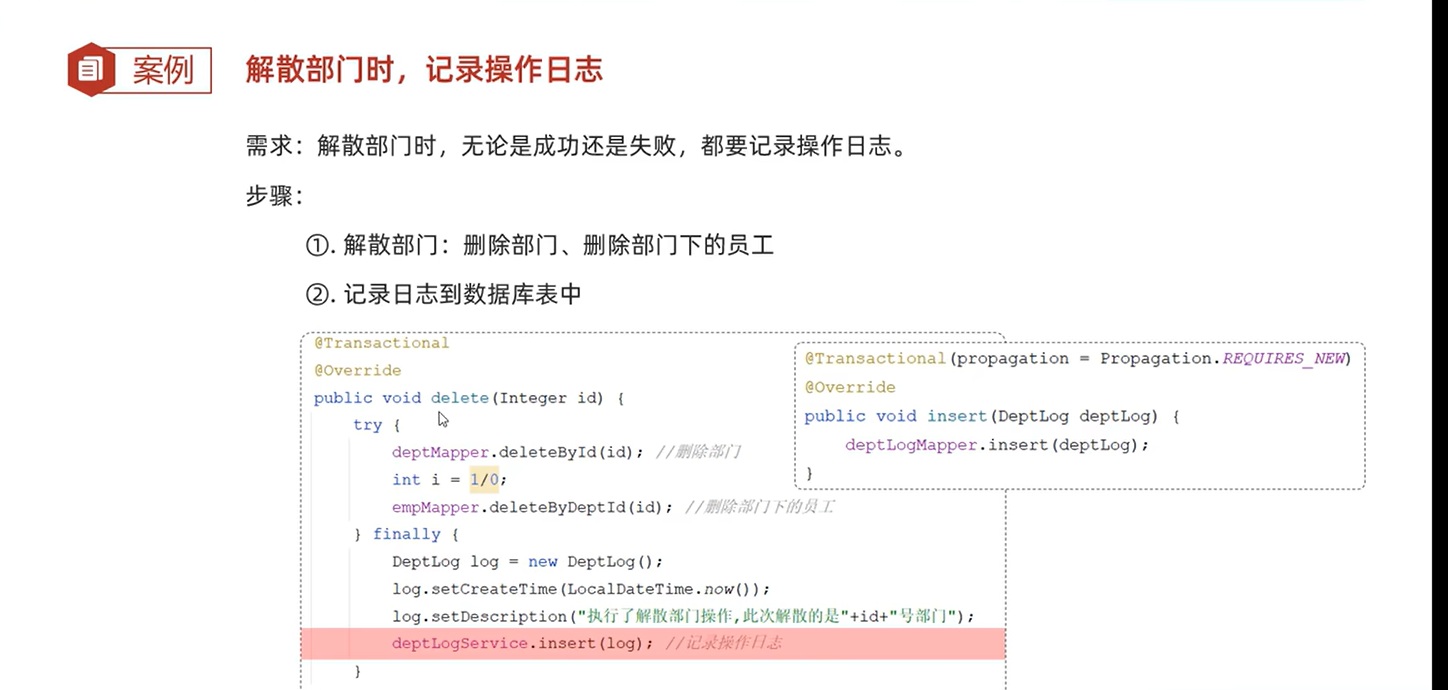 案例
解散部门时，记录操作日志
需求：解散部门时，无论是成功还是失败，都要记录操作日志。
步骤：
①. 解散部门：删除部门、删除部门下的员工
②. 记录日志到数据库表中
@Transactional
@Override
public void delete(Integer id) {
try {
deptMapper.deleteById(id); //删除部门
int i = 1/0;
empMapper.deleteByDeptId(id); //删除部门下的员工
} finally {
DeptLog log = new DeptLog();
log.setCreateTime(LocalDateTime.now());
log.setDescription("执行了解散部门操作,此次解散的是"+id+"号部门");
deptLogService.insert(log); //记录操作日志
}
@Transactional(propagation = Propagation.REQUIRES_NEW)
@Override
public void insert(DeptLog deptLog) {
deptLogMapper.insert(deptLog);
}